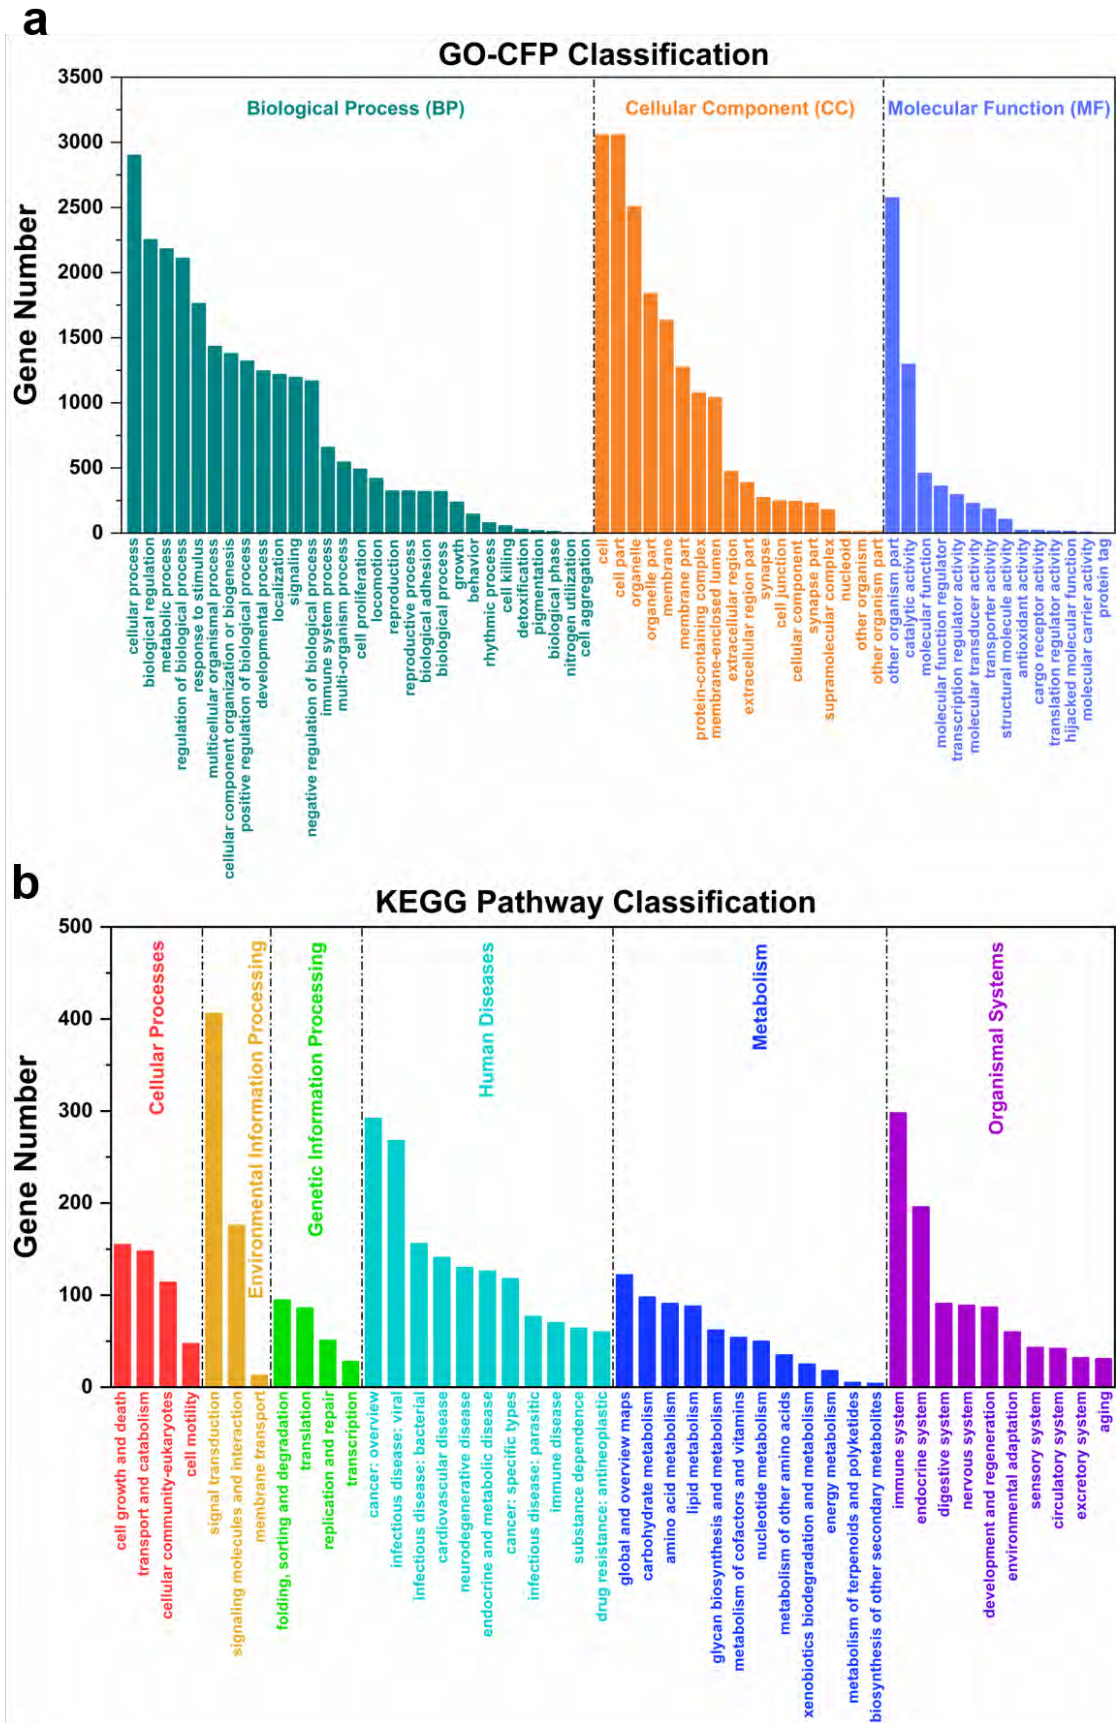 a
GO-CFP Classification
Gene Number
3500
3000
2500
2000
1500
1000
500
0
Biological Process (BP)
Cellular Component (CC)
Molecular Function (MF)
cellular process
biological regulation
metabolic process
regulation of biological process
response to stimulus
multicellular organismal process
cellular component organization or biogenesis
positive regulation of biological process
developmental process
localization
signaling
negative regulation of biological process
immune system process
multi-organism process
cell proliferation
locomotion
reproduction
reproductive process
biological adhesion
biological process
growth
behavior
rhythmic process
cell killing
detoxification
pigmentation
biological phase
nitrogen utilization
cell aggregation
cell
cell part
organelle
organelle part
membrane
membrane part
protein-containing complex
membrane-enclosed lumen
extracellular region
extracellular region part
synapse
cell junction
cellular component
synapse part
supramolecular complex
nucleoid
other organism
other organism part
other organism part
catalytic activity
molecular function
molecular function regulator
transcription regulator activity
molecular transducer activity
transporter activity
structural molecule activity
antioxidant activity
cargo receptor activity
translation regulator activity
hijacked molecular function
molecular carrier activity
protein tag
b
KEGG Pathway Classification
Gene Number
500
400
300
200
100
0
Cellular Processes
Environmental Information Processing
Genetic Information Processing
Human Diseases
Metabolism
Organismal Systems
cell growth and death
transport and catabolism
cellular community-eukaryotes
cell motility
signal transduction
signaling molecules and interaction
membrane transport
folding, sorting and degradation
translation
replication and repair
transcription
cancer: overview
infectious disease: viral
infectious disease: bacterial
cardiovascular disease
neurodegenerative disease
endocrine and metabolic disease
cancer: specific types
infectious disease: parasitic
immune disease
substance dependence
drug resistance: antineoplastic
global and overview maps
carbohydrate metabolism
amino acid metabolism
lipid metabolism
glycan biosynthesis and metabolism
metabolism of cofactors and vitamins
nucleotide metabolism
metabolism of other amino acids
xenobiotics biodegradation and metabolism
energy metabolism
metabolism of terpenoids and polyketides
biosynthesis of other secondary metabolites
immune system
endocrine system
digestive system
nervous system
development and regeneration
environmental adaptation
sensory system
circulatory system
excretory system
aging